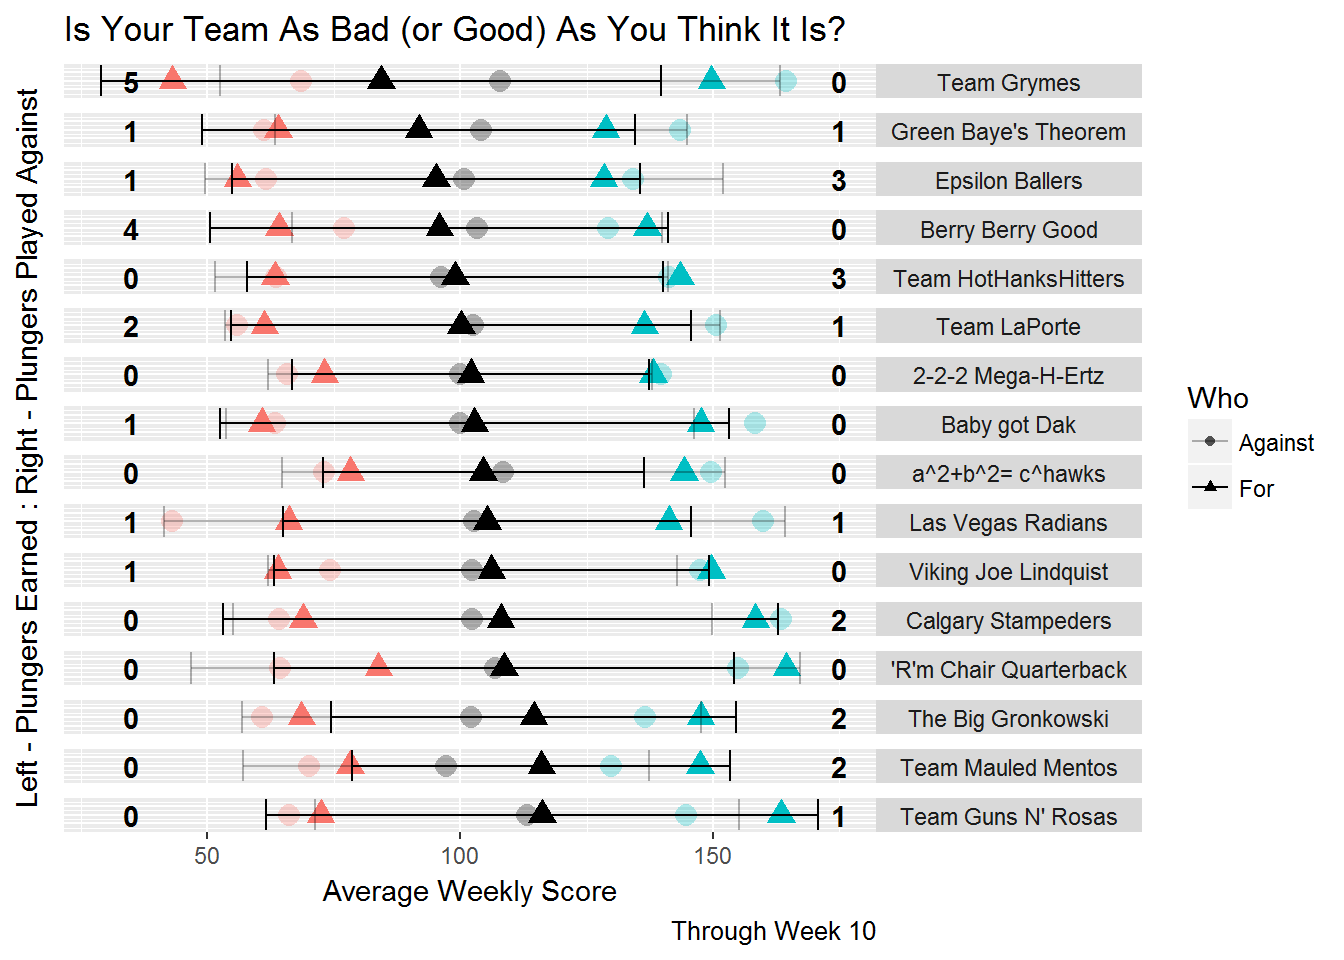 Is Your Team As Bad (or Good) As You Think It Is?
Left - Plungers Earned : Right - Plungers Played Against
5 0 Team Grymes
1 1 Green Baye's Theorem
1 3 Epsilon Ballers
4 0 Berry Berry Good
0 3 Team HotHanksHitters
2 1 Team LaPorte
0 0 2-2-2 Mega-H-Ertz
1 0 Baby got Dak
0 0 a^2+b^2= c^hawks
1 1 Las Vegas Radians
1 0 Viking Joe Lindquist
0 2 Calgary Stampeders
0 0 'R'm Chair Quarterback
0 2 The Big Gronkowski
0 2 Team Mauled Mentos
0 1 Team Guns N' Rosas
50 100 150
Average Weekly Score
Through Week 10
Who
Against
For